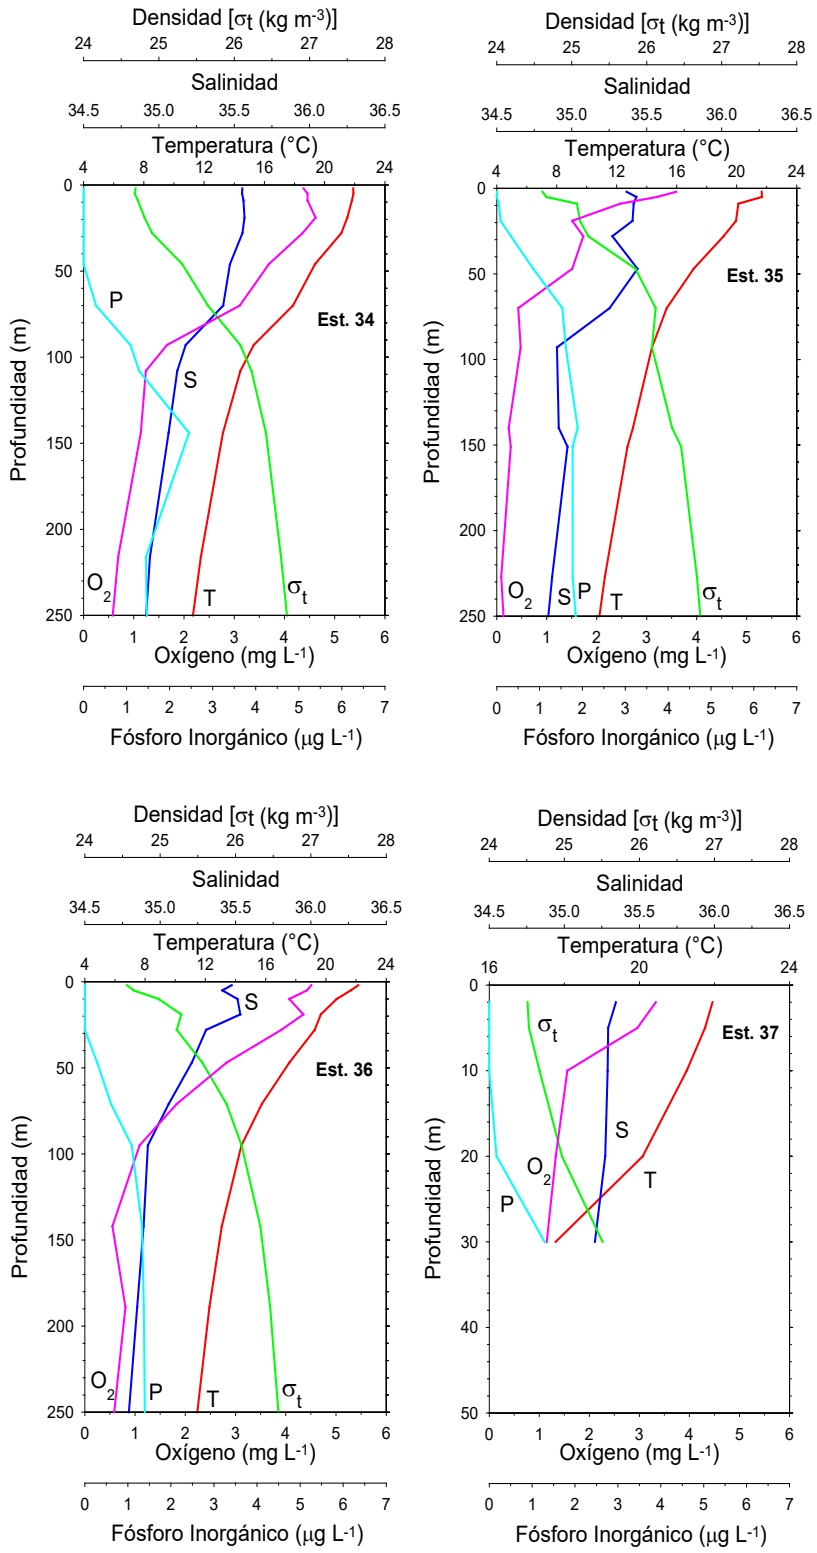 Densidad [σt (kg m-3)]
24 25 26 27 28
Salinidad
34.5 35.0 35.5 36.0 36.5
Temperatura (°C)
4 8 12 16 20 24
0
50
100
150
200
250
Profundidad (m)
P
Est. 34
S
O2
T
σt
0 1 2 3 4 5 6
Oxígeno (mg L-1)
0 1 2 3 4 5 6 7
Fósforo Inorgánico (μg L-1)
Densidad [σt (kg m-3)]
24 25 26 27 28
Salinidad
34.5 35.0 35.5 36.0 36.5
Temperatura (°C)
4 8 12 16 20 24
0
50
100
150
200
250
Profundidad (m)
Est. 35
O2 S P T σt
0 1 2 3 4 5 6
Oxígeno (mg L-1)
0 1 2 3 4 5 6 7
Fósforo Inorgánico (μg L-1)
Densidad [σt (kg m-3)]
24 25 26 27 28
Salinidad
34.5 35.0 35.5 36.0 36.5
Temperatura (°C)
4 8 12 16 20 24
0
50
100
150
200
250
Profundidad (m)
S
Est. 36
O2 P T σt
0 1 2 3 4 5 6
Oxígeno (mg L-1)
0 1 2 3 4 5 6 7
Fósforo Inorgánico (μg L-1)
Densidad [σt (kg m-3)]
24 25 26 27 28
Salinidad
34.5 35.0 35.5 36.0 36.5
Temperatura (°C)
16 20 24
0
10
20
30
40
50
Profundidad (m)
σt
Est. 37
S
O2
T
P
0 1 2 3 4 5 6
Oxígeno (mg L-1)
0 1 2 3 4 5 6 7
Fósforo Inorgánico (μg L-1)